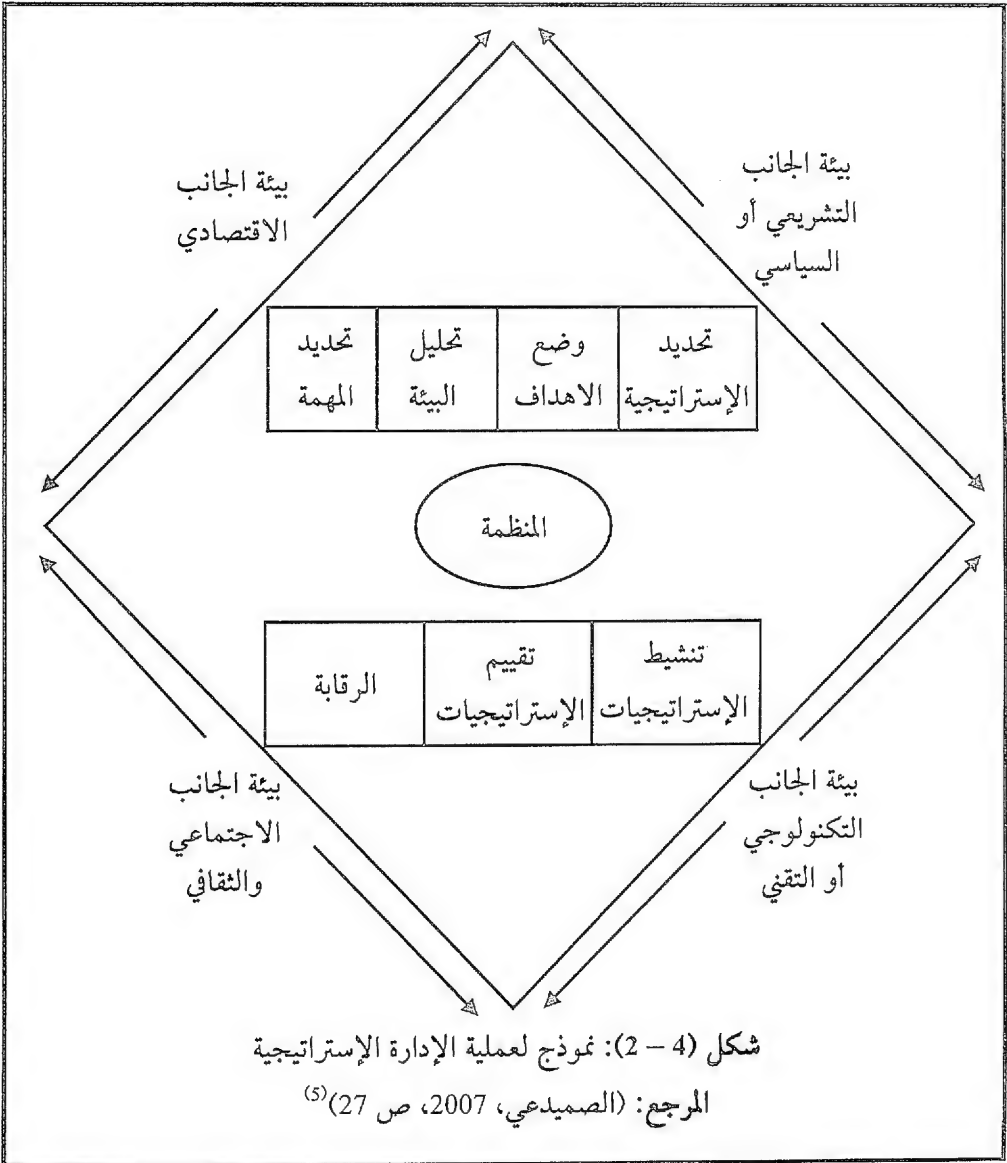 بيئة الجانب
التشريعي أو
السياسي
بيئة الجانب
الاقتصادي
تحديد
الإستراتيجية
وضع
الاهداف
تحليل
البيئة
تحديد
المهمة
المنظمة
تنشيط
الإستراتيجيات
تقييم
الإستراتيجيات
الرقابة
بيئة الجانب
التكنولوجي
أو التقني
بيئة الجانب
الاجتماعي
والثقافي
شكل (4 – 2): نموذج لعملية الإدارة الإستراتيجية
المرجع: (الصميدعي، 2007، ص 27)(5)